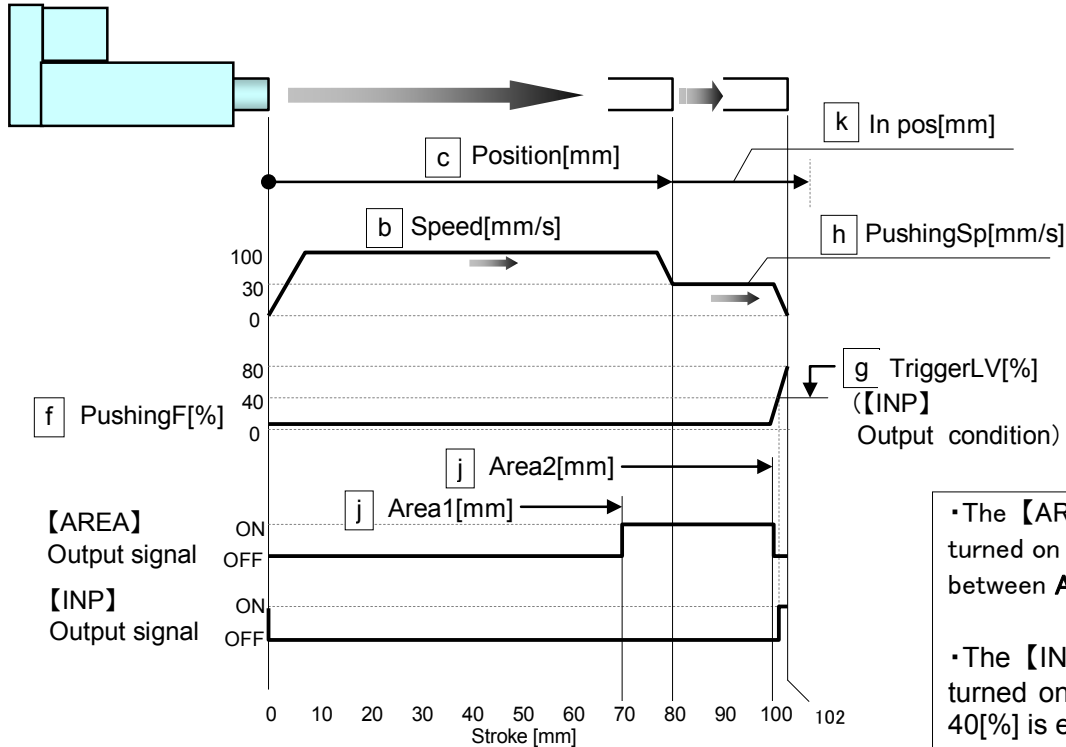 k In pos[mm]
c Position[mm]
b Speed[mm/s]
h PushingSp[mm/s]
100
30
0
80
40
0
f PushingF[%]
g TriggerLV[%]
(【INP】
Output condition)
j Area2[mm]
j Area1[mm]
【AREA】
Output signal
ON
OFF
【INP】
Output signal
ON
OFF
0 10 20 30 40 50 60 70 80 90 100 102
Stroke [mm]
・The 【AR
turned on
between A
・The 【IN
turned on
40[%] is e